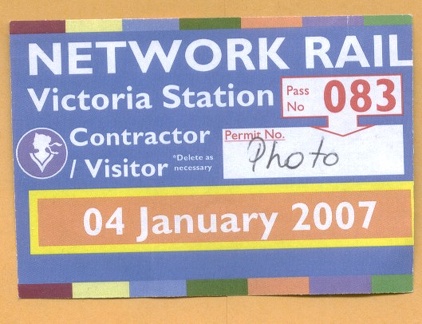 NETWORK RAIL
Victoria Station
Pass No 083
Contractor / Visitor
*Delete as necessary
Permit No.
Photo
04 January 2007